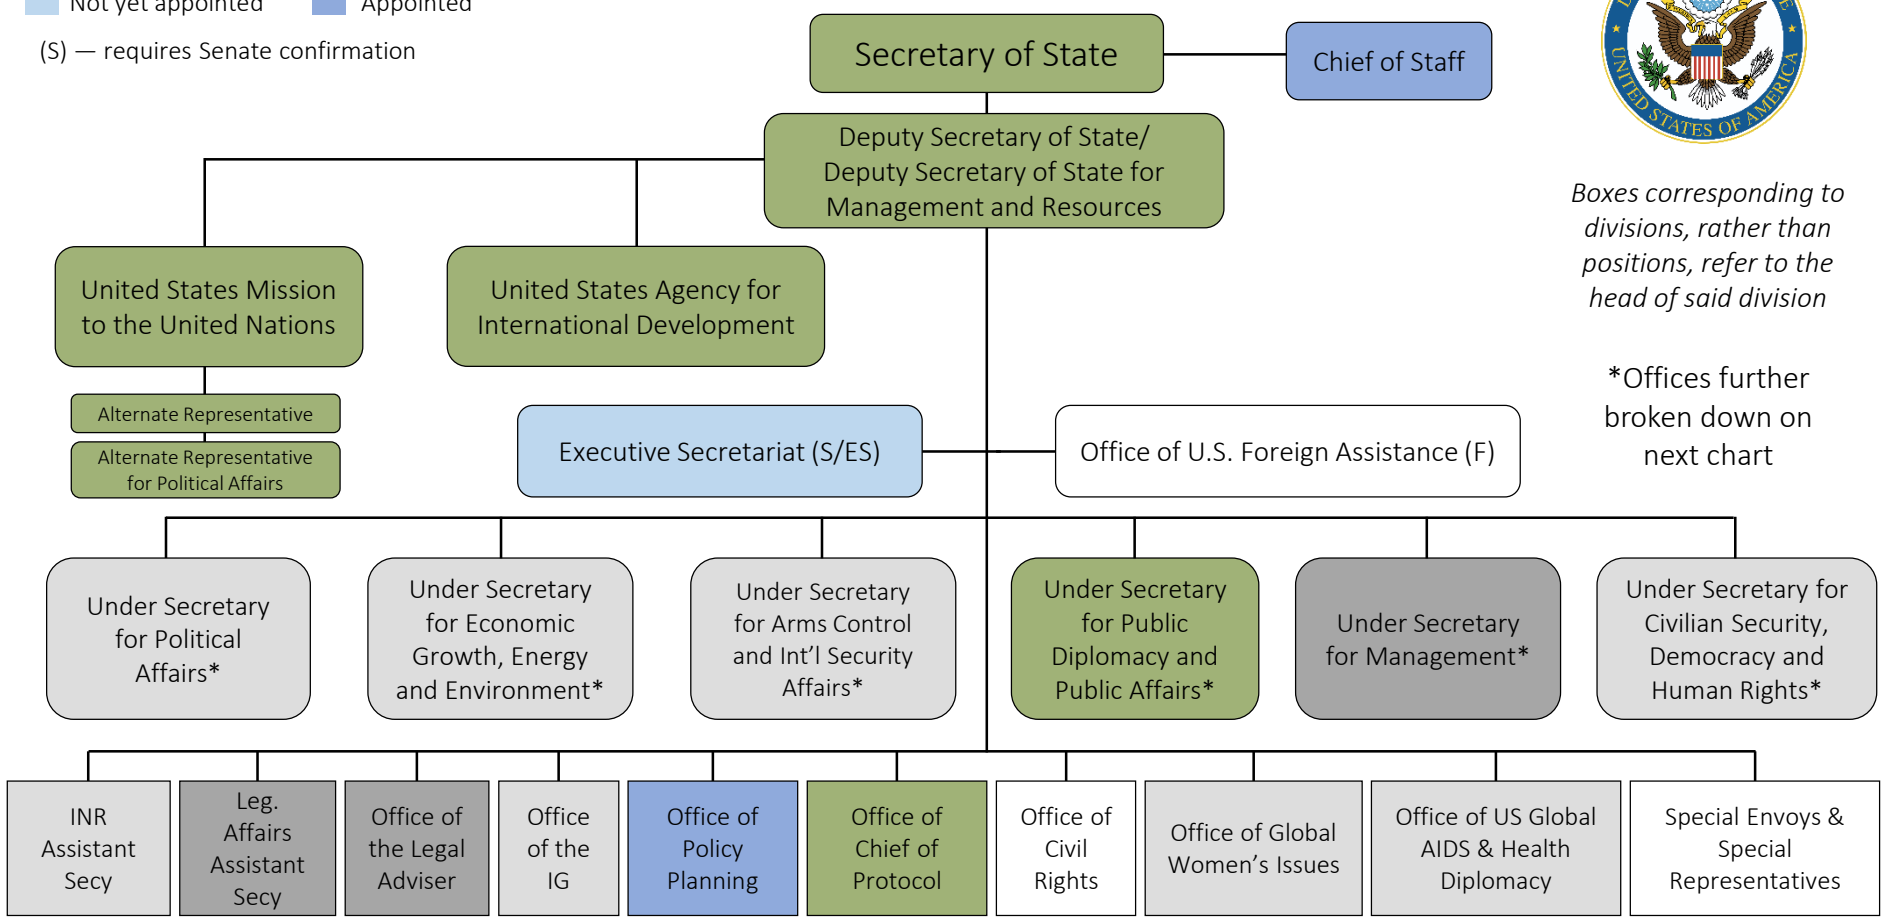 Not yet appointed
Appointed
(S) — requires Senate confirmation
Secretary of State
Chief of Staff
UNITED STATES OF AMERICA
Deputy Secretary of State/
Deputy Secretary of State for
Management and Resources
Boxes corresponding to
divisions, rather than
positions, refer to the
head of said division
United States Mission
to the United Nations
United States Agency for
International Development
*Offices further
broken down on
next chart
Alternate Representative
Alternate Representative
for Political Affairs
Executive Secretariat (S/ES)
Office of U.S. Foreign Assistance (F)
Under Secretary
for Political
Affairs*
Under Secretary
for Economic
Growth, Energy
and Environment*
Under Secretary
for Arms Control
and Int’l Security
Affairs*
Under Secretary
for Public
Diplomacy and
Public Affairs*
Under Secretary
for Management*
Under Secretary for
Civilian Security,
Democracy and
Human Rights*
INR
Assistant
Secy
Leg.
Affairs
Assistant
Secy
Office of
the Legal
Adviser
Office
of the
IG
Office of
Policy
Planning
Office of
Chief of
Protocol
Office of
Civil
Rights
Office of Global
Women’s Issues
Office of US Global
AIDS & Health
Diplomacy
Special Envoys &
Special
Representatives